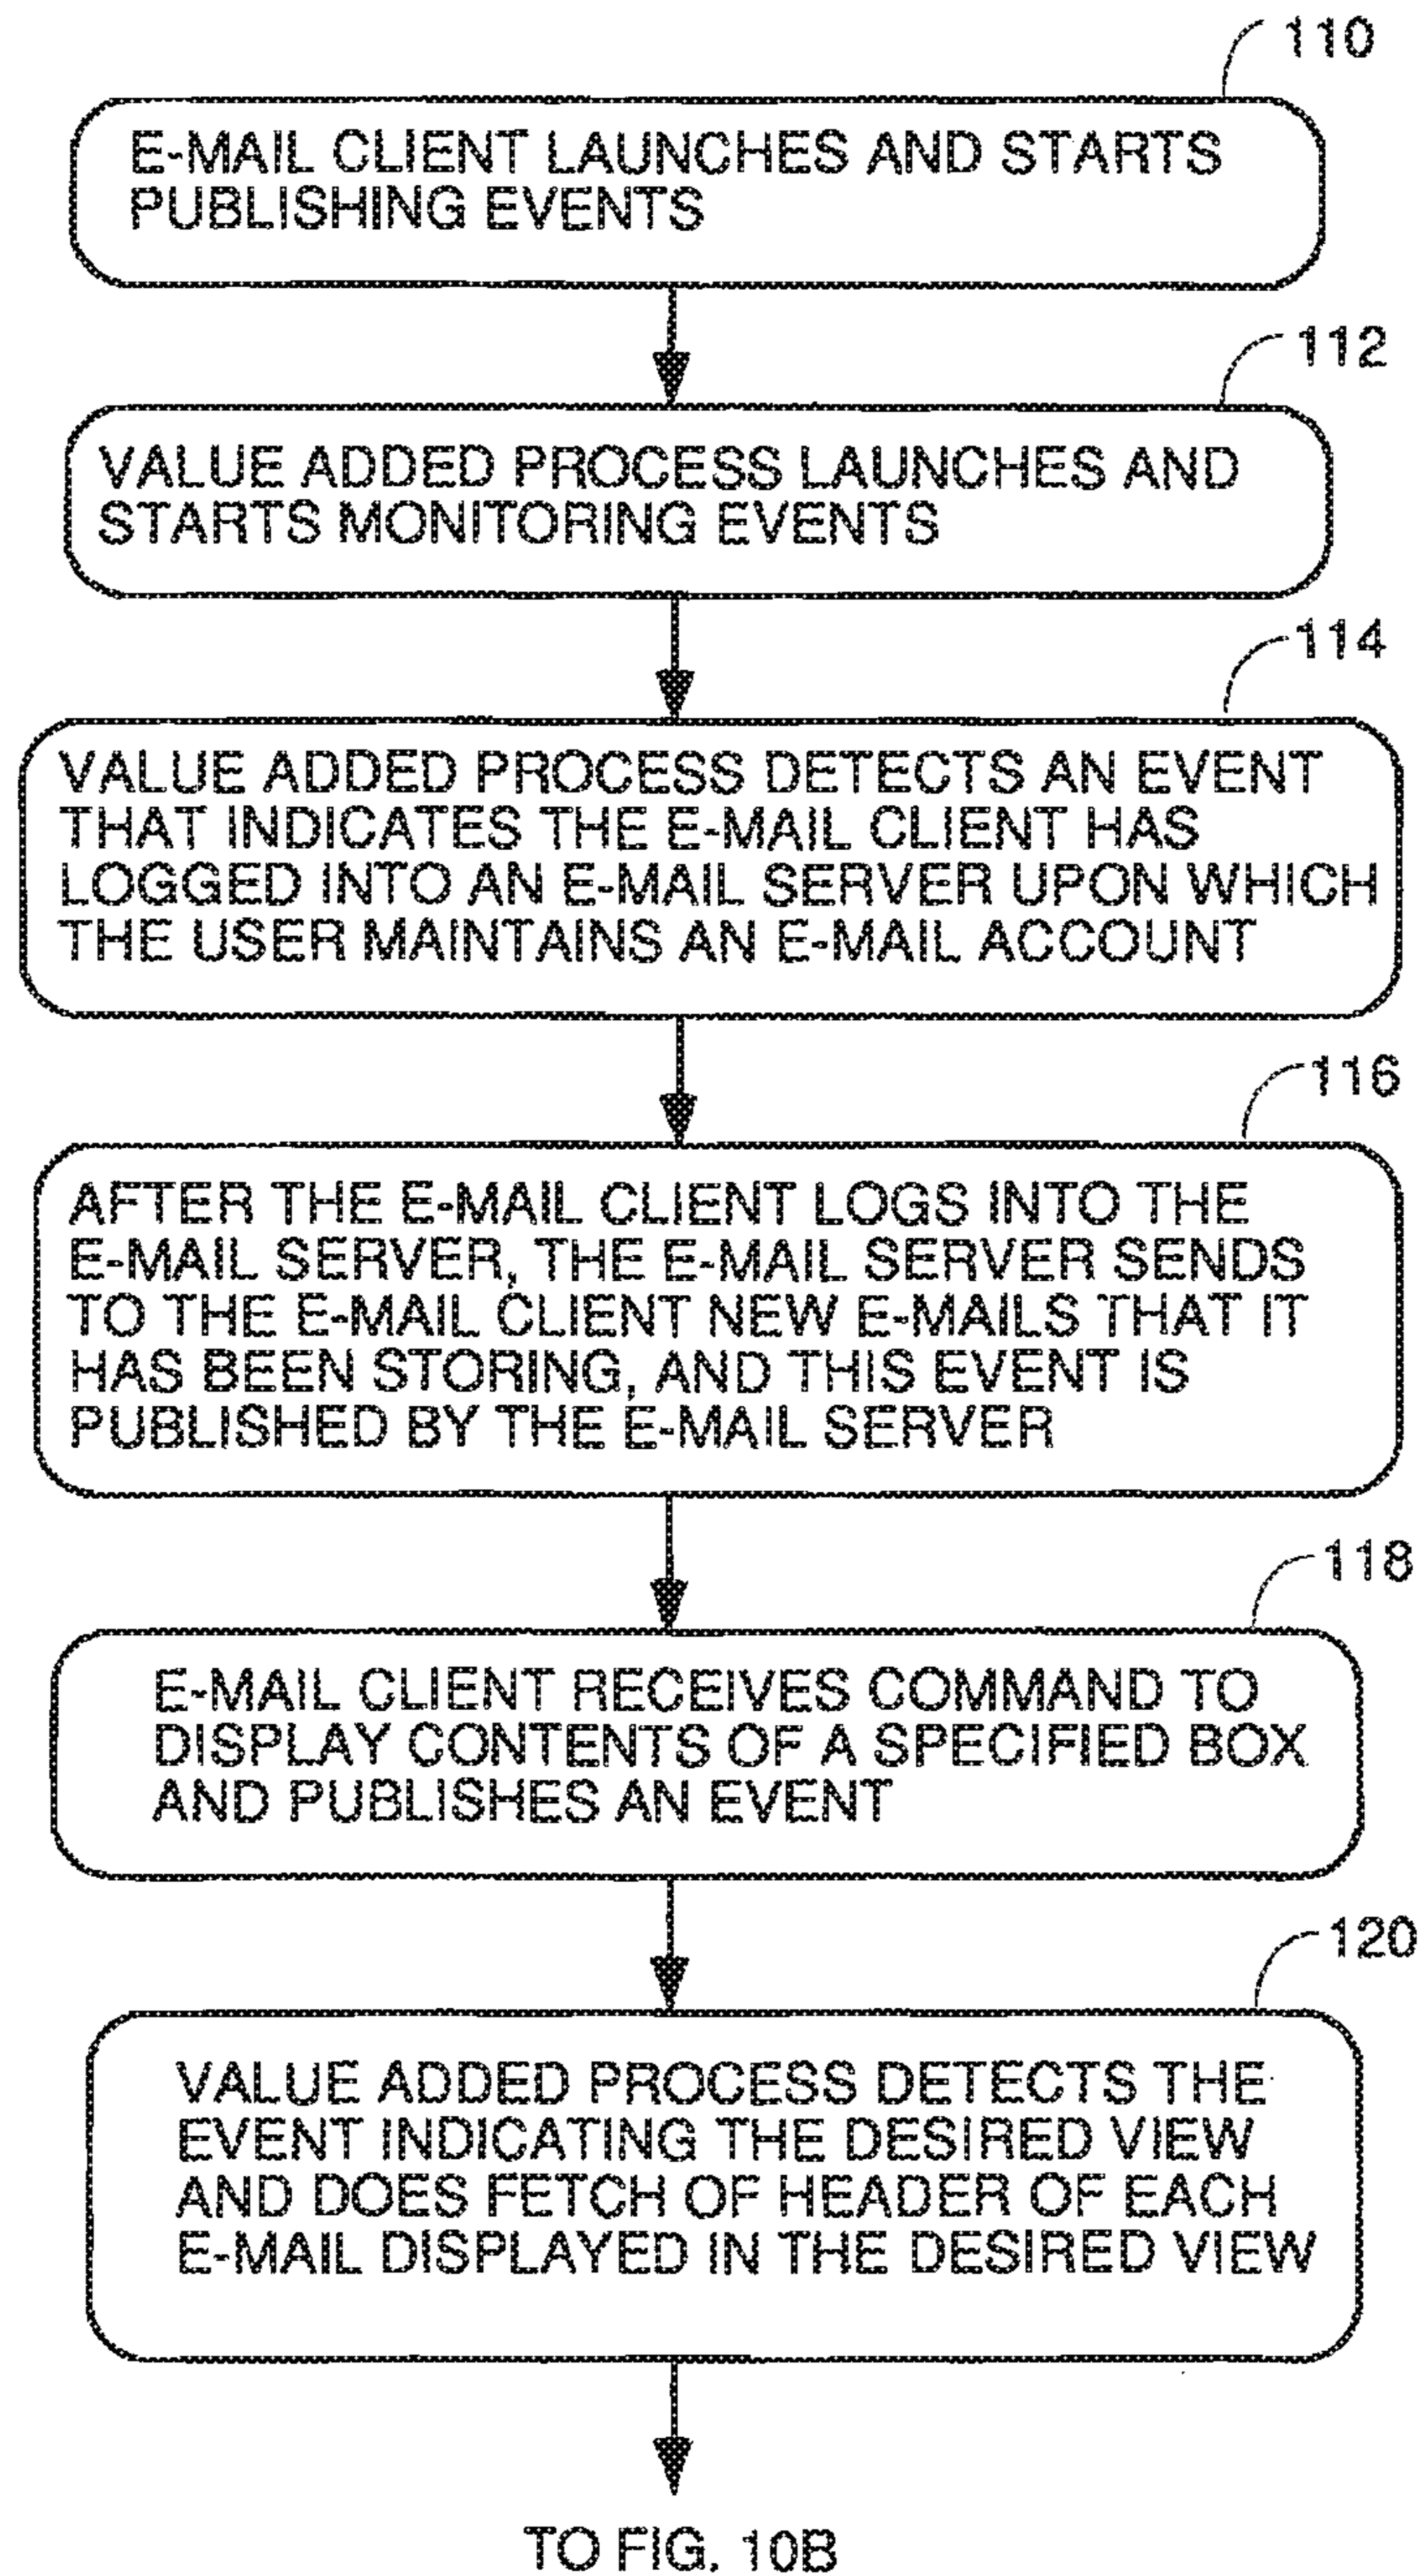 110
E-MAIL CLIENT LAUNCHES AND STARTS
PUBLISHING EVENTS
112
VALUE ADDED PROCESS LAUNCHES AND
STARTS MONITORING EVENTS
114
VALUE ADDED PROCESS DETECTS AN EVENT
THAT INDICATES THE E-MAIL CLIENT HAS
LOGGED INTO AN E-MAIL SERVER UPON WHICH
THE USER MAINTAINS AN E-MAIL ACCOUNT
116
AFTER THE E-MAIL CLIENT LOGS INTO THE
E-MAIL SERVER, THE E-MAIL SERVER SENDS
TO THE E-MAIL CLIENT NEW E-MAILS THAT IT
HAS BEEN STORING, AND THIS EVENT IS
PUBLISHED BY THE E-MAIL SERVER
118
E-MAIL CLIENT RECEIVES COMMAND TO
DISPLAY CONTENTS OF A SPECIFIED BOX
AND PUBLISHES AN EVENT
120
VALUE ADDED PROCESS DETECTS THE
EVENT INDICATING THE DESIRED VIEW
AND DOES FETCH OF HEADER OF EACH
E-MAIL DISPLAYED IN THE DESIRED VIEW
TO FIG. 10B